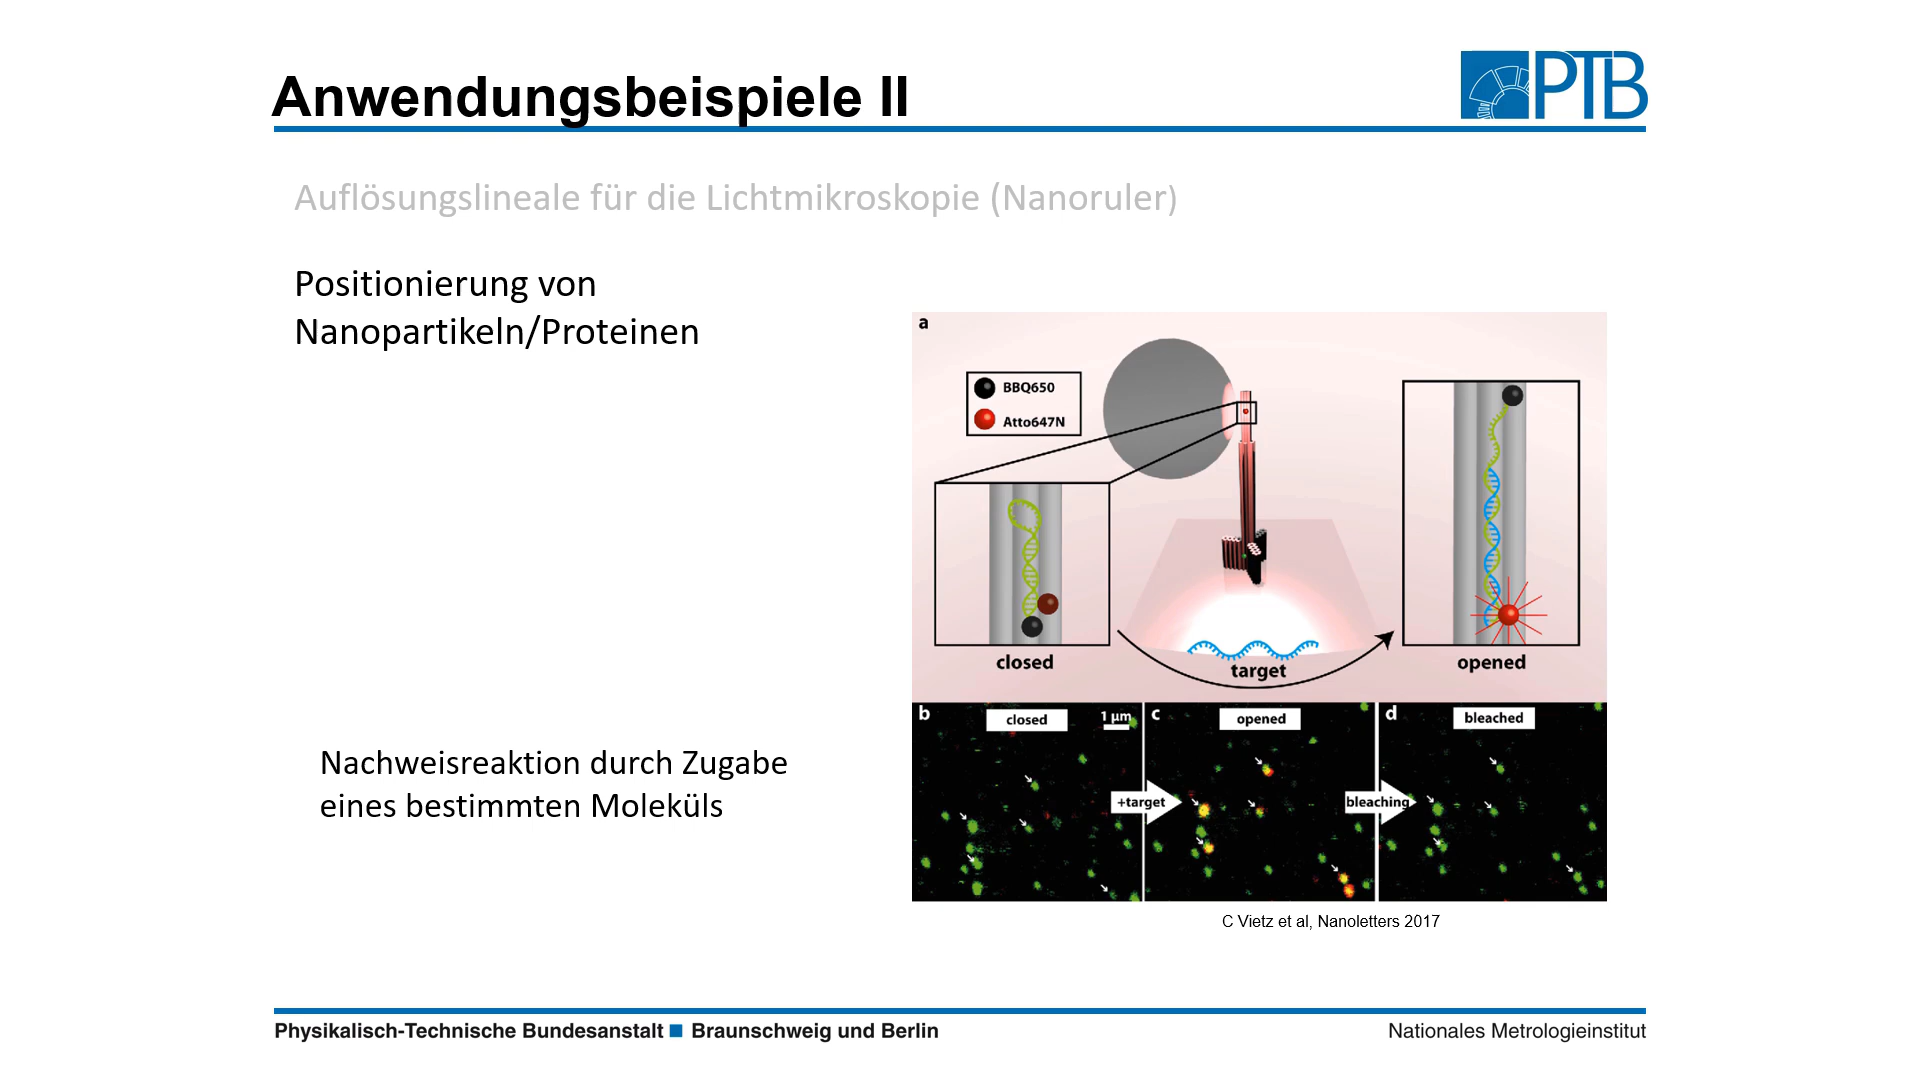 Anwendungsbeispiele II
PTB
Auflösungslineale für die Lichtmikroskopie (Nanoruler)
Positionierung von
Nanopartikeln/Proteinen
Nachweisreaktion durch Zugabe
eines bestimmten Moleküls
a
BBQ650
Atto647N
closed
target
opened
b
closed
1 µm
+target
c
opened
bleaching
d
bleached
C Vietz et al, Nanoletters 2017
Physikalisch-Technische Bundesanstalt ■ Braunschweig und Berlin
Nationales Metrologieinstitut